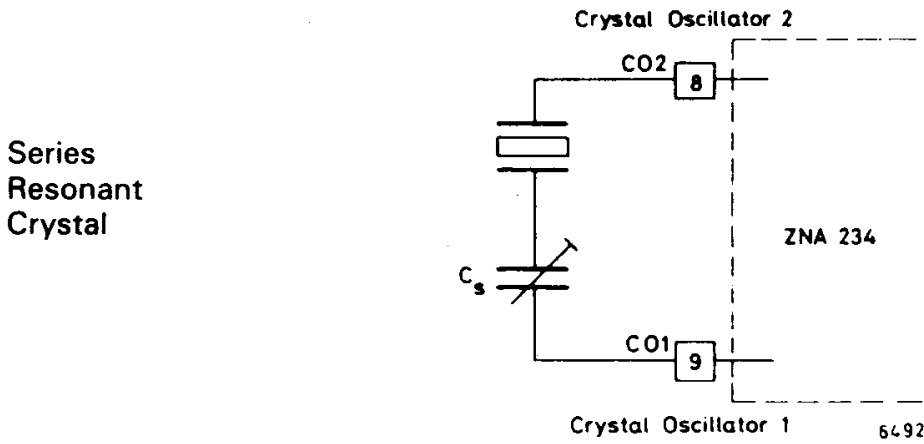 Crystal Oscillator 2
CO2
8
Series
Resonant
Crystal
ZNA 234
Cs
CO1
9
Crystal Oscillator 1
6492